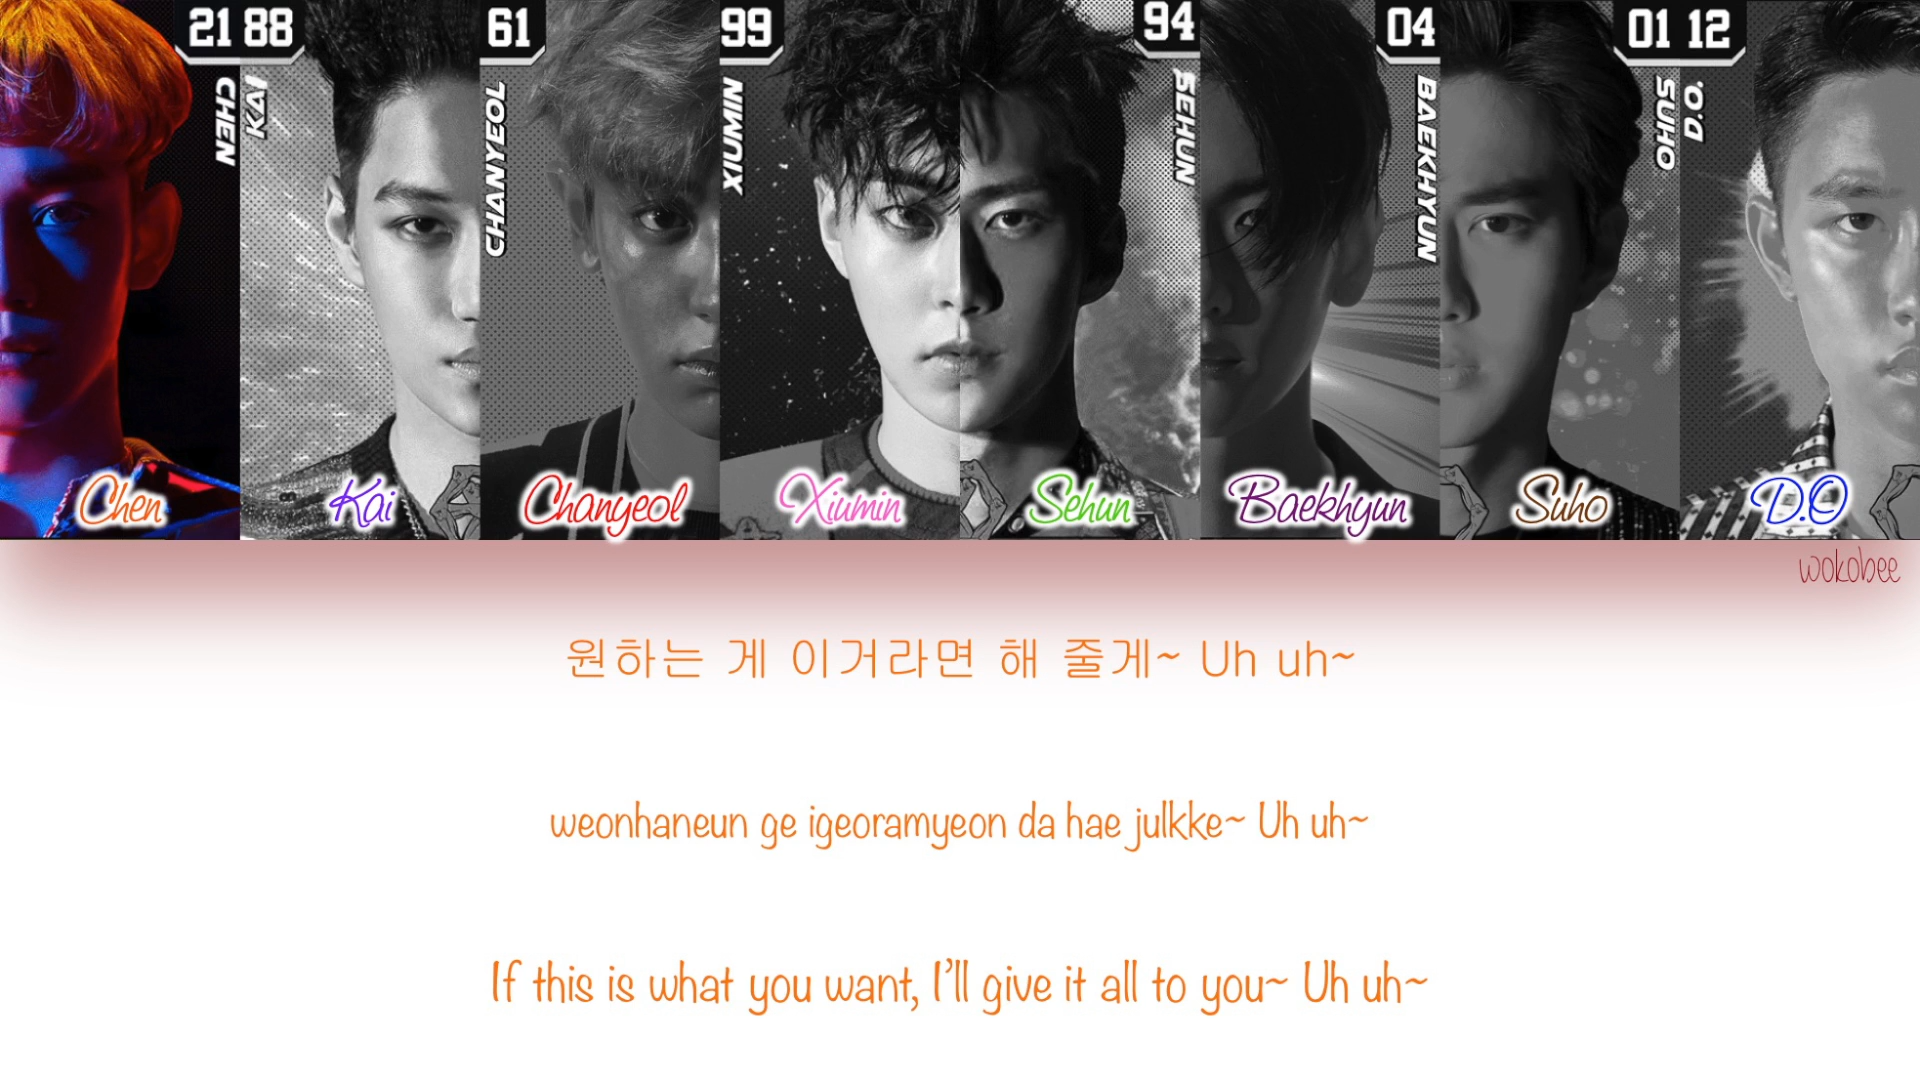 21 88 61 99 94 04 01 12
CHEN KAI CHANYEOL XIUMIN SEHUN BAEKHYUN SUHO D.O.
Chen Kai Chanyeol Xiumin Sehun Baekhyun Suho D.O
wokobee
원하는 게 이거라면 해 줄게~ Uh uh~
weonhaneun ge igeoramyeon da hae julkke~ Uh uh~
If this is what you want, I'll give it all to you~ Uh uh~